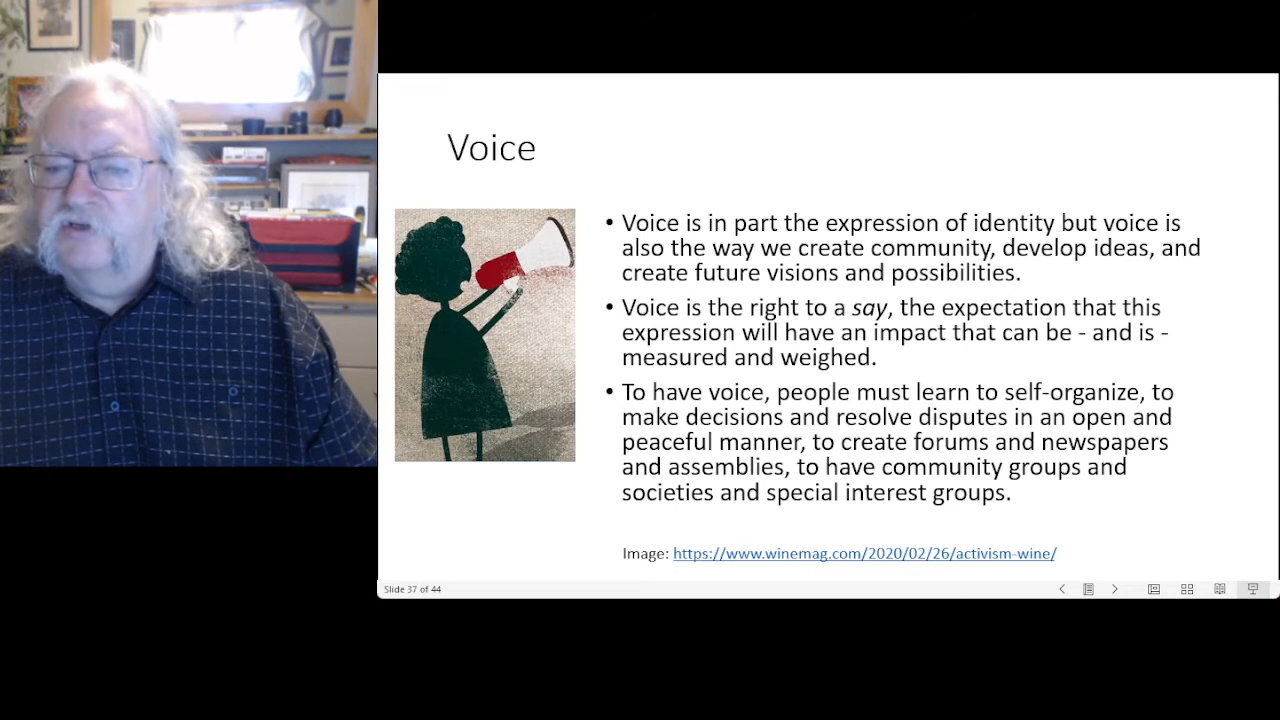 Voice
• Voice is in part the expression of identity but voice is
also the way we create community, develop ideas, and
create future visions and possibilities.
• Voice is the right to a say, the expectation that this
expression will have an impact that can be - and is -
measured and weighed.
• To have voice, people must learn to self-organize, to
make decisions and resolve disputes in an open and
peaceful manner, to create forums and newspapers
and assemblies, to have community groups and
societies and special interest groups.
Image: https://www.winemag.com/2020/02/26/activism-wine/
Slide 37 of 44